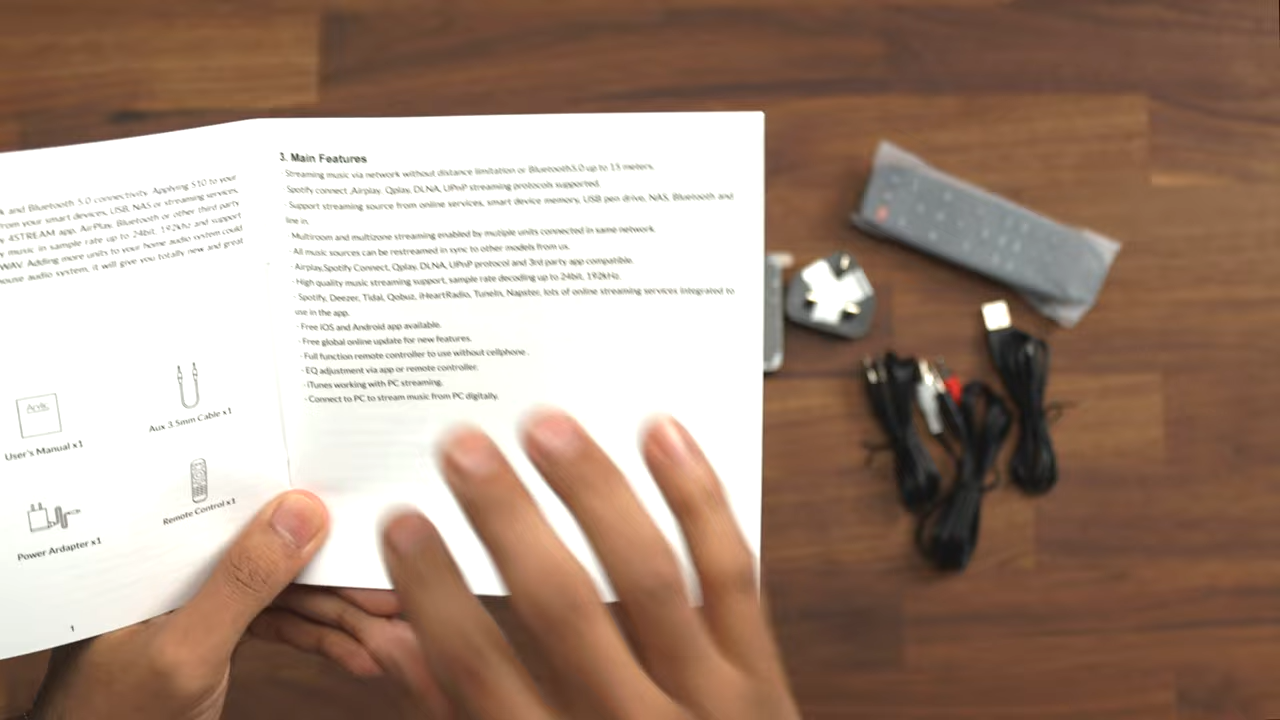 k and Bluetooth 5.0 connectivity. Applying S10 to your
from your smart devices, USB, NAS or streaming services,
y 4STREAM app, AirPlay, Bluetooth or other third party
y music in sample rate up to 24bit, 192kHz and support
WAV. Adding more units to your home audio system could
ouse audio system, it will give you totally new and great
User's Manual x1
Aux 3.5mm Cable x1
Power Ardapter x1
Remote Control x1
1
3. Main Features
· Streaming music via network without distance limitation or Bluetooth5.0 up to 15 meters.
· Spotify connect ,Airplay, Qplay, DLNA, UPnP streaming protocols supported.
· Support streaming source from online services, smart device memory, USB pen drive, NAS, Bluetooth and
line in.
· Multiroom and multizone streaming enabled by mutiple units connected in same network.
· All music sources can be restreamed in sync to other models from us.
· Airplay,Spotify Connect, Qplay, DLNA, UPnP protocol and 3rd party app compatible.
· High quality music streaming support, sample rate decoding up to 24bit, 192kHz.
· Spotify, Deezer, Tidal, Qobuz, iHeartRadio, TuneIn, Napster, lots of online streaming services integrated to
use in the app.
· Free iOS and Android app available.
· Free global online update for new features.
· Full function remote controller to use without cellphone .
· EQ adjustment via app or remote controller.
· iTunes working with PC streaming.
· Connect to PC to stream music from PC digitally.